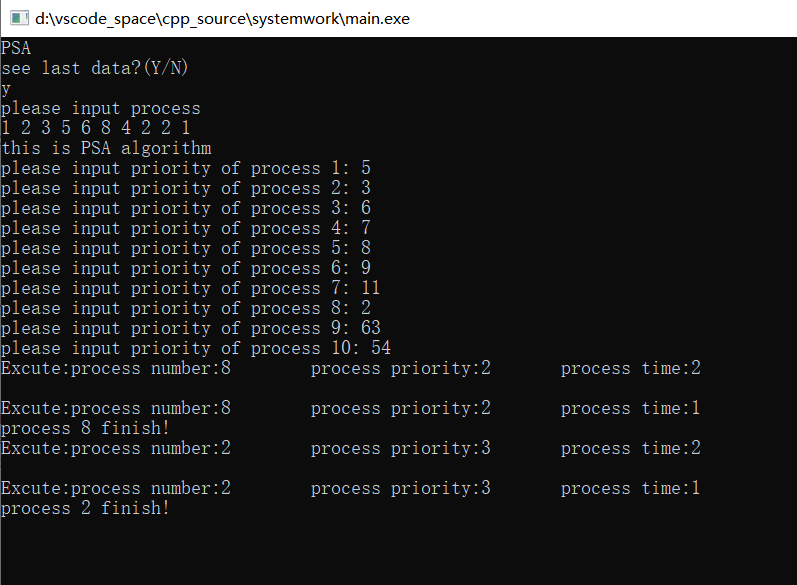 d:\vscode_space\cpp_source\systemwork\main.exe
PSA
see last data?(Y/N)
y
please input process
1 2 3 5 6 8 4 2 2 1
this is PSA algorithm
please input priority of process 1: 5
please input priority of process 2: 3
please input priority of process 3: 6
please input priority of process 4: 7
please input priority of process 5: 8
please input priority of process 6: 9
please input priority of process 7: 11
please input priority of process 8: 2
please input priority of process 9: 63
please input priority of process 10: 54
Excute:process number:8 process priority:2 process time:2
Excute:process number:8 process priority:2 process time:1
process 8 finish!
Excute:process number:2 process priority:3 process time:2
Excute:process number:2 process priority:3 process time:1
process 2 finish!